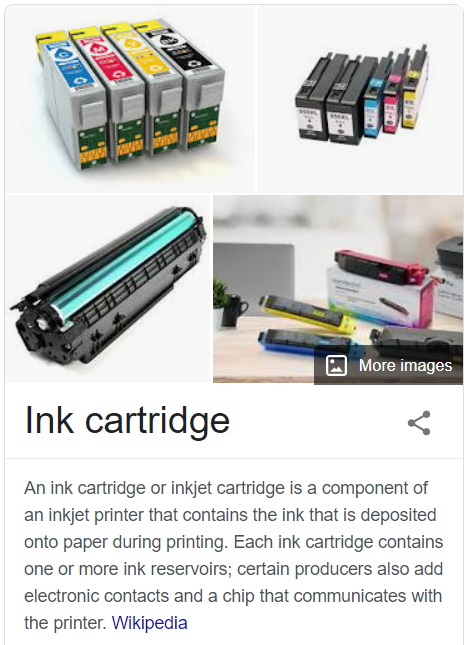 950XL
950XL
More images
Ink cartridge
An ink cartridge or inkjet cartridge is a component of
an inkjet printer that contains the ink that is deposited
onto paper during printing. Each ink cartridge contains
one or more ink reservoirs; certain producers also add
electronic contacts and a chip that communicates with
the printer. Wikipedia